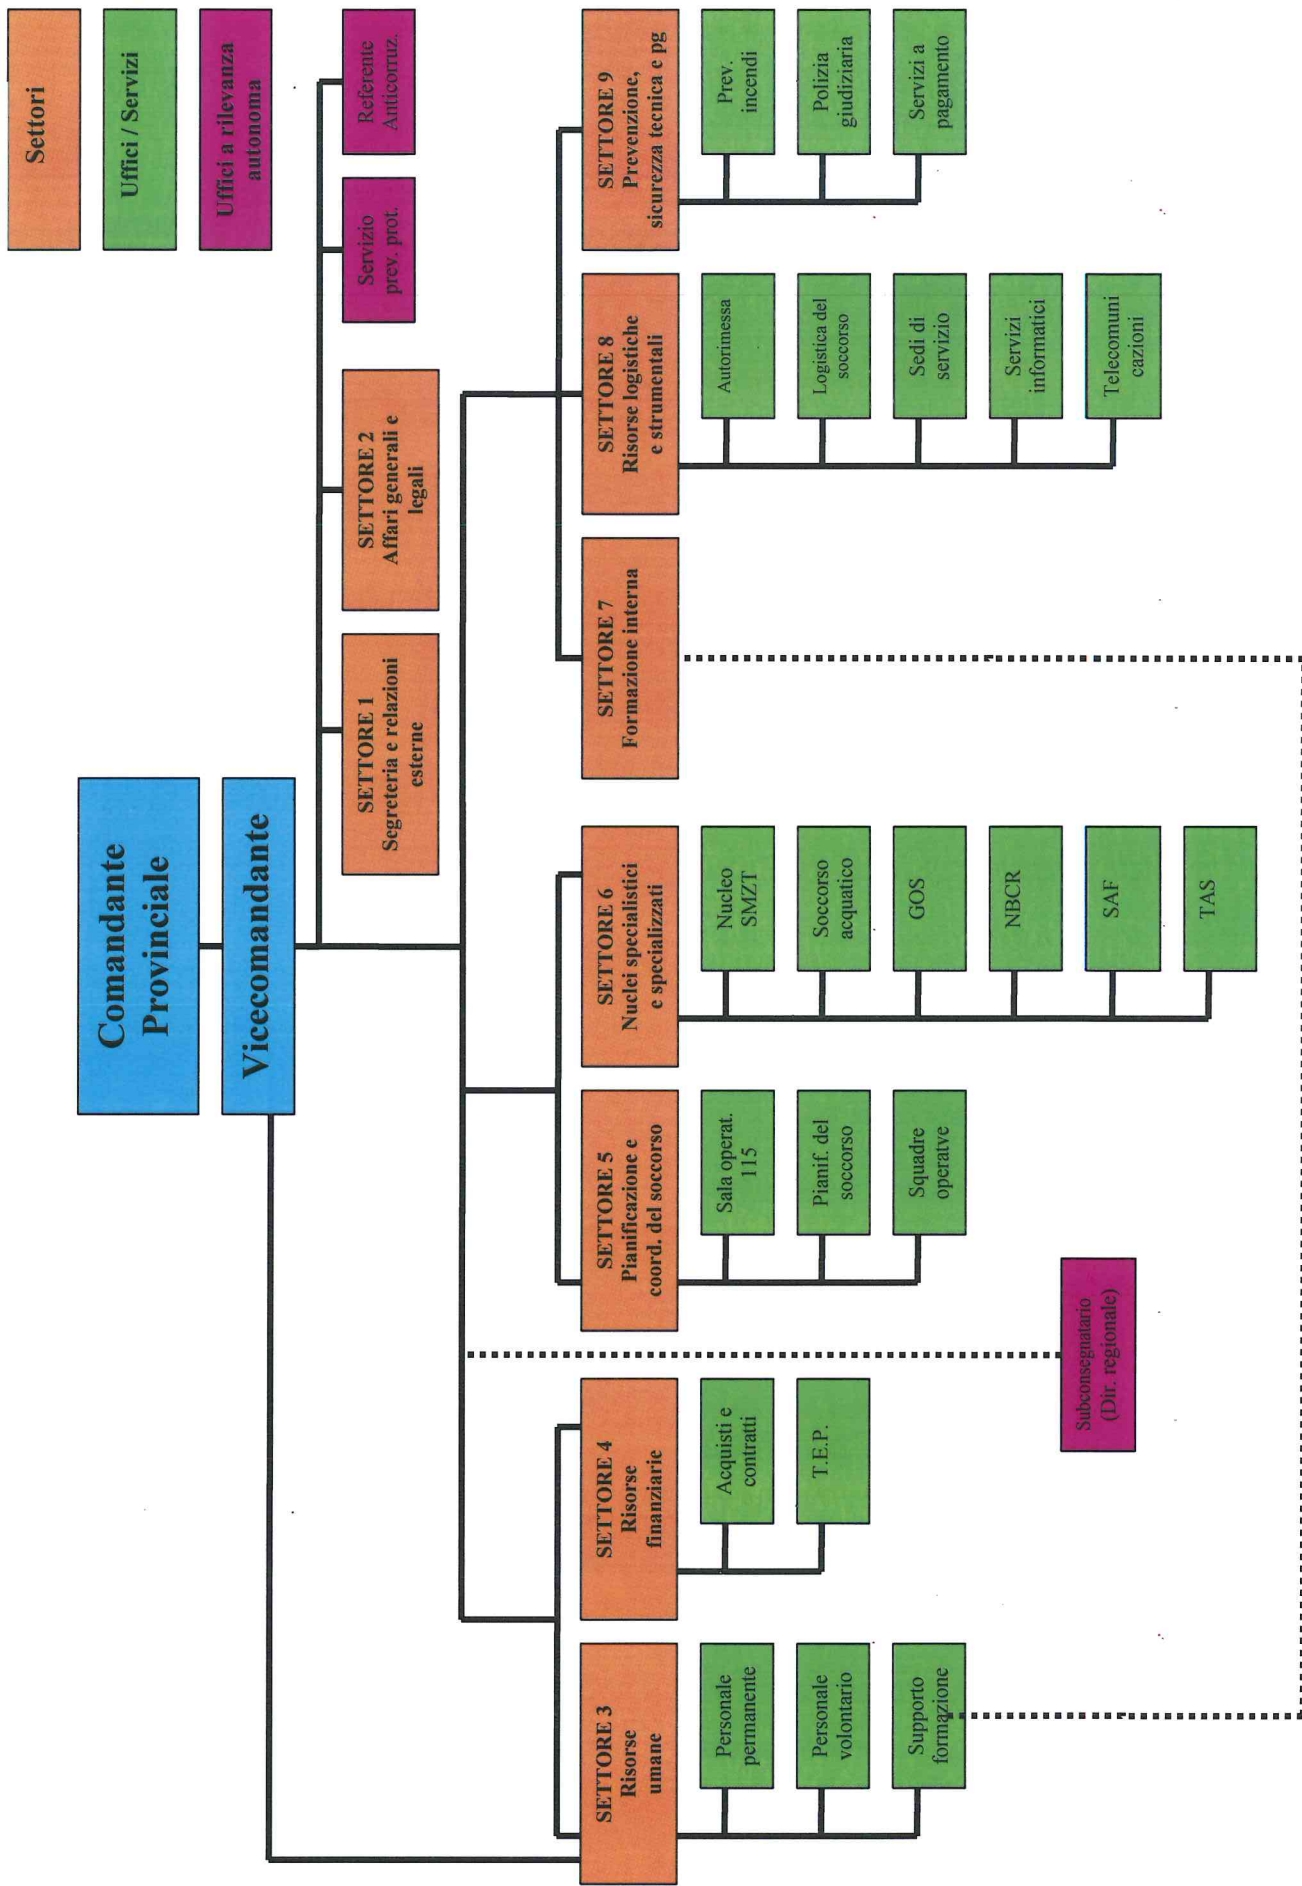 Comandante
Provinciale
Vicecomandante
Settori
Uffici / Servizi
Uffici a rilevanza
autonoma
SETTORE 1
Segreteria e relazioni
esterne
SETTORE 2
Affari generali e
legali
Servizio
prev. prot.
Referente
Anticorruz.
SETTORE 3
Risorse
umane
Personale
permanente
Personale
volontario
Supporto
formazione
SETTORE 4
Risorse
finanziarie
Acquisti e
contratti
T.E.P.
Subconsegnatario
(Dir. regionale)
SETTORE 5
Pianificazione e
coord. del soccorso
Sala operat.
115
Pianif. del
soccorso
Squadre
operatve
SETTORE 6
Nuclei specialistici
e specializzati
Nucleo
SMZT
Soccorso
acquatico
GOS
NBCR
SAF
TAS
SETTORE 7
Formazione interna
SETTORE 8
Risorse logistiche
e strumentali
Autorimessa
Logistica del
soccorso
Sedi di
servizio
Servizi
informatici
Telecomuni
cazioni
SETTORE 9
Prevenzione,
sicurezza tecnica e pg
Prev.
incendi
Polizia
giudiziaria
Servizi a
pagamento